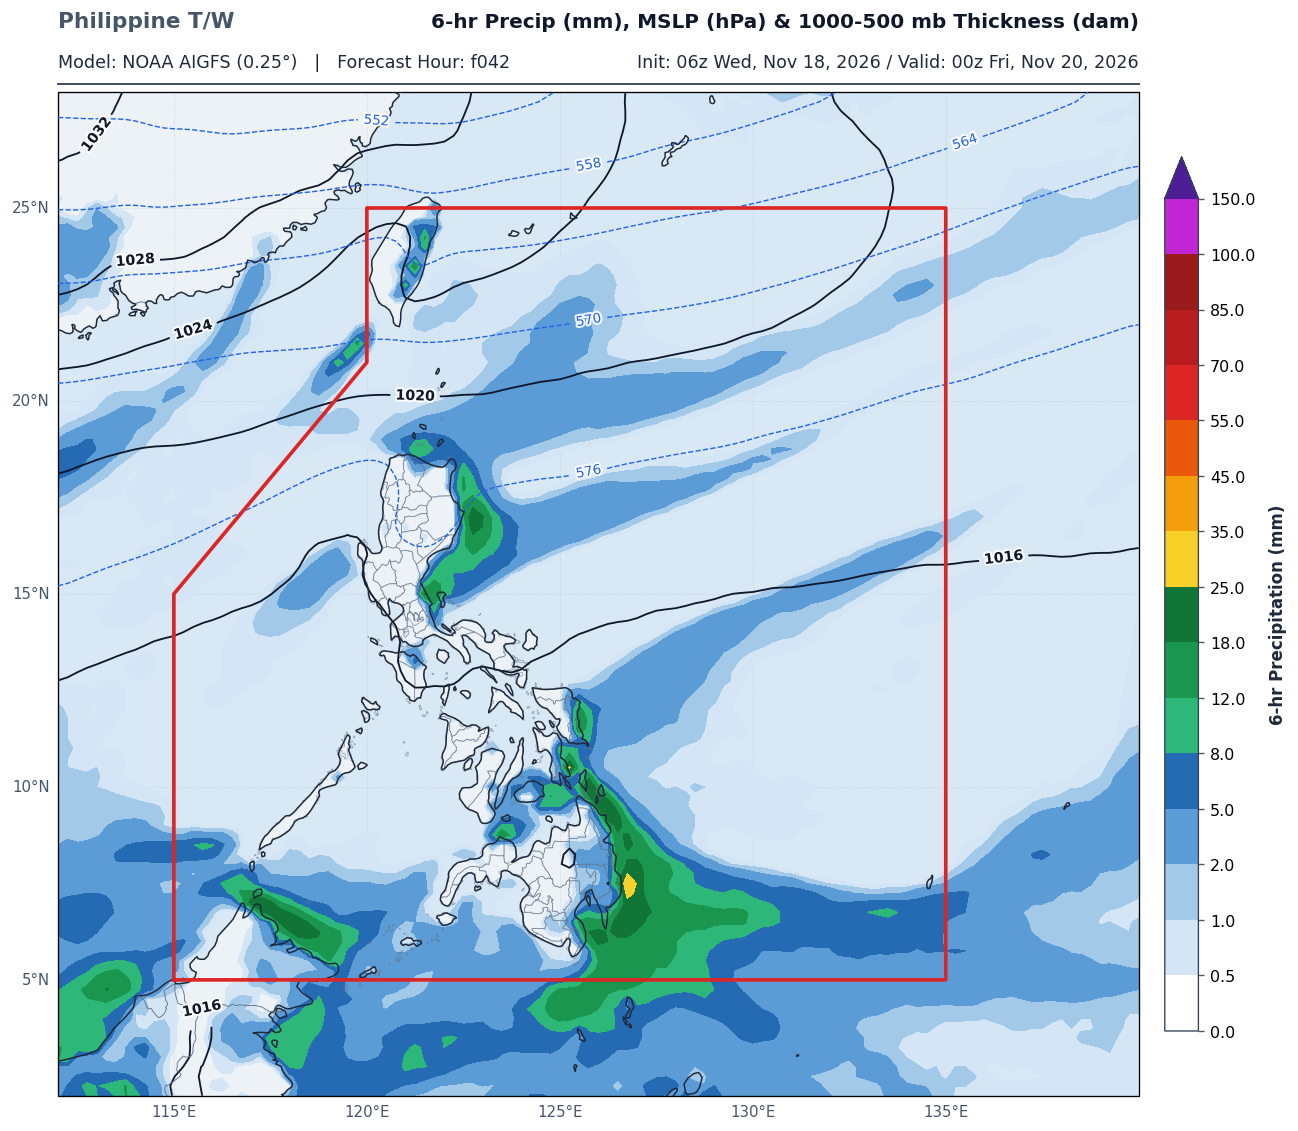 Philippine T/W
6-hr Precip (mm), MSLP (hPa) & 1000-500 mb Thickness (dam)
Model: NOAA AIGFS (0.25°) | Forecast Hour: f042
Init: 06z Wed, Nov 18, 2026 / Valid: 00z Fri, Nov 20, 2026
1032
552
558
564
1028
1024
570
1020
576
1016
1016
25°N
20°N
15°N
10°N
5°N
115°E
120°E
125°E
130°E
135°E
150.0
100.0
85.0
70.0
55.0
45.0
35.0
25.0
18.0
12.0
8.0
5.0
2.0
1.0
0.5
0.0
6-hr Precipitation (mm)